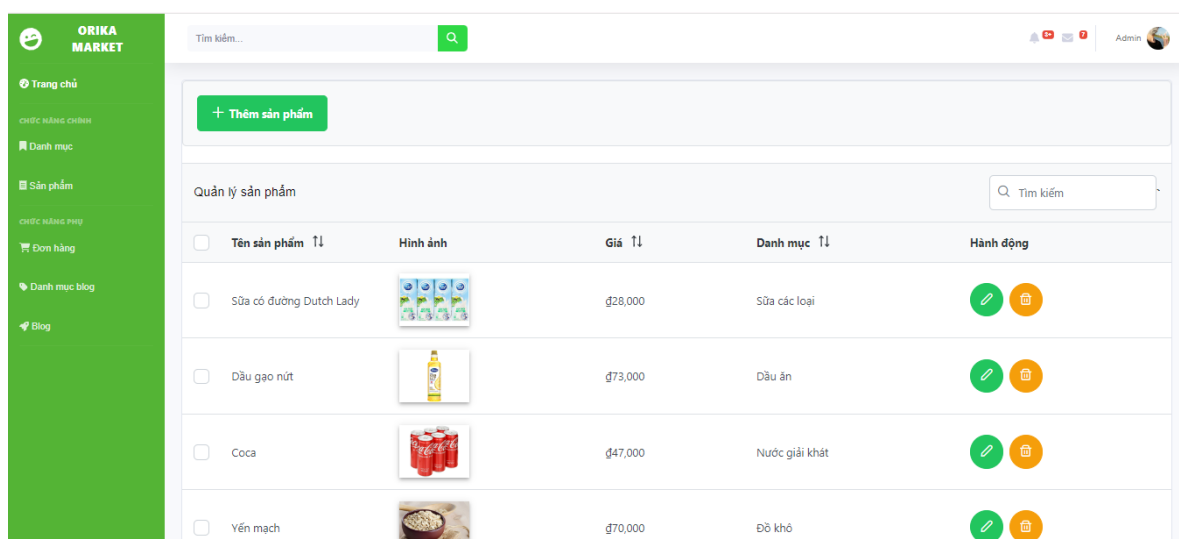 ORIKA
MARKET
Tìm kiếm...
3+
7
Admin
Trang chủ
CHỨC NĂNG CHÍNH
Danh mục
Sản phẩm
CHỨC NĂNG PHỤ
Đơn hàng
Danh mục blog
Blog
+ Thêm sản phẩm
Quản lý sản phẩm
Tìm kiếm
Tên sản phẩm Hình ảnh Giá Danh mục Hành động
Sữa có đường Dutch Lady ₫28,000 Sữa các loại
Dầu gạo nứt ₫73,000 Dầu ăn
Coca ₫47,000 Nước giải khát
Yến mạch ₫70,000 Đồ khô